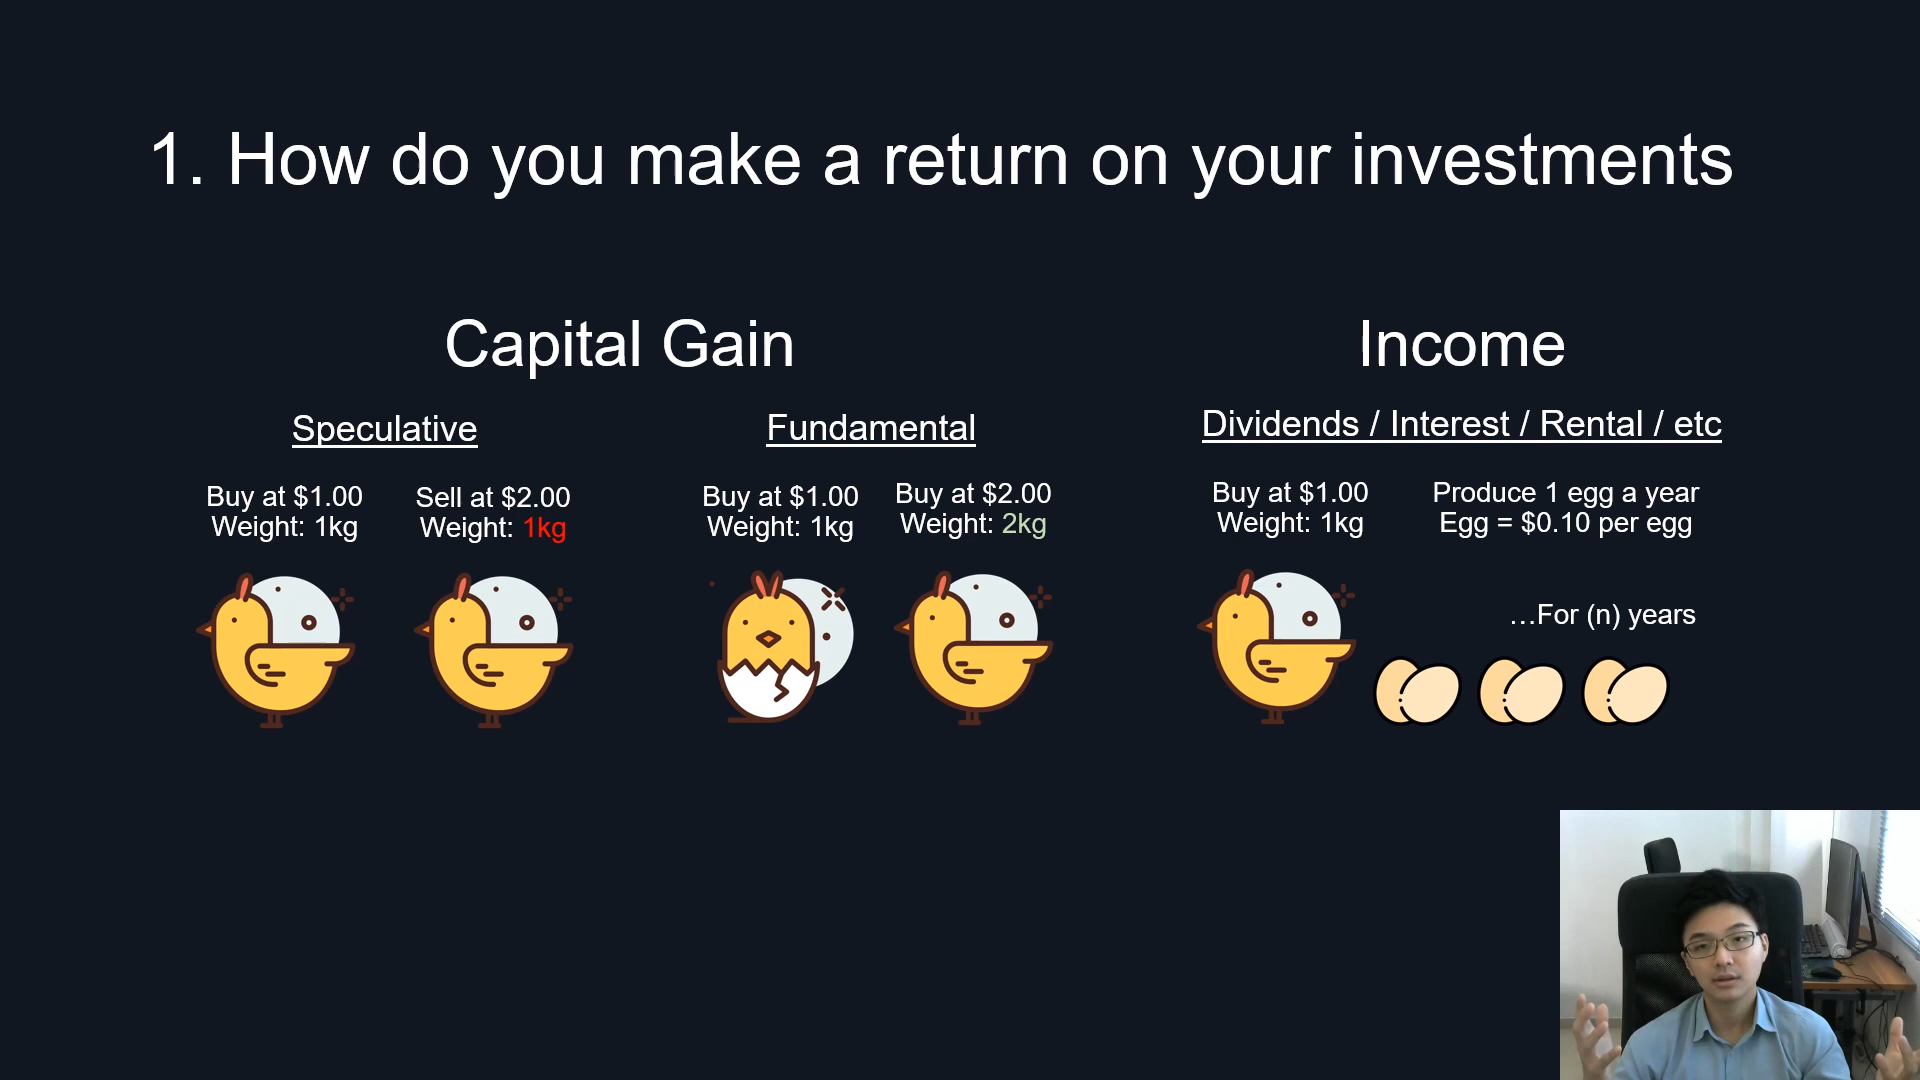 1. How do you make a return on your investments
Capital Gain
Income
Speculative
Fundamental
Dividends / Interest / Rental / etc
Buy at $1.00
Weight: 1kg
Sell at $2.00
Weight: 1kg
Buy at $1.00
Weight: 1kg
Buy at $2.00
Weight: 2kg
Buy at $1.00
Weight: 1kg
Produce 1 egg a year
Egg = $0.10 per egg
…For (n) years